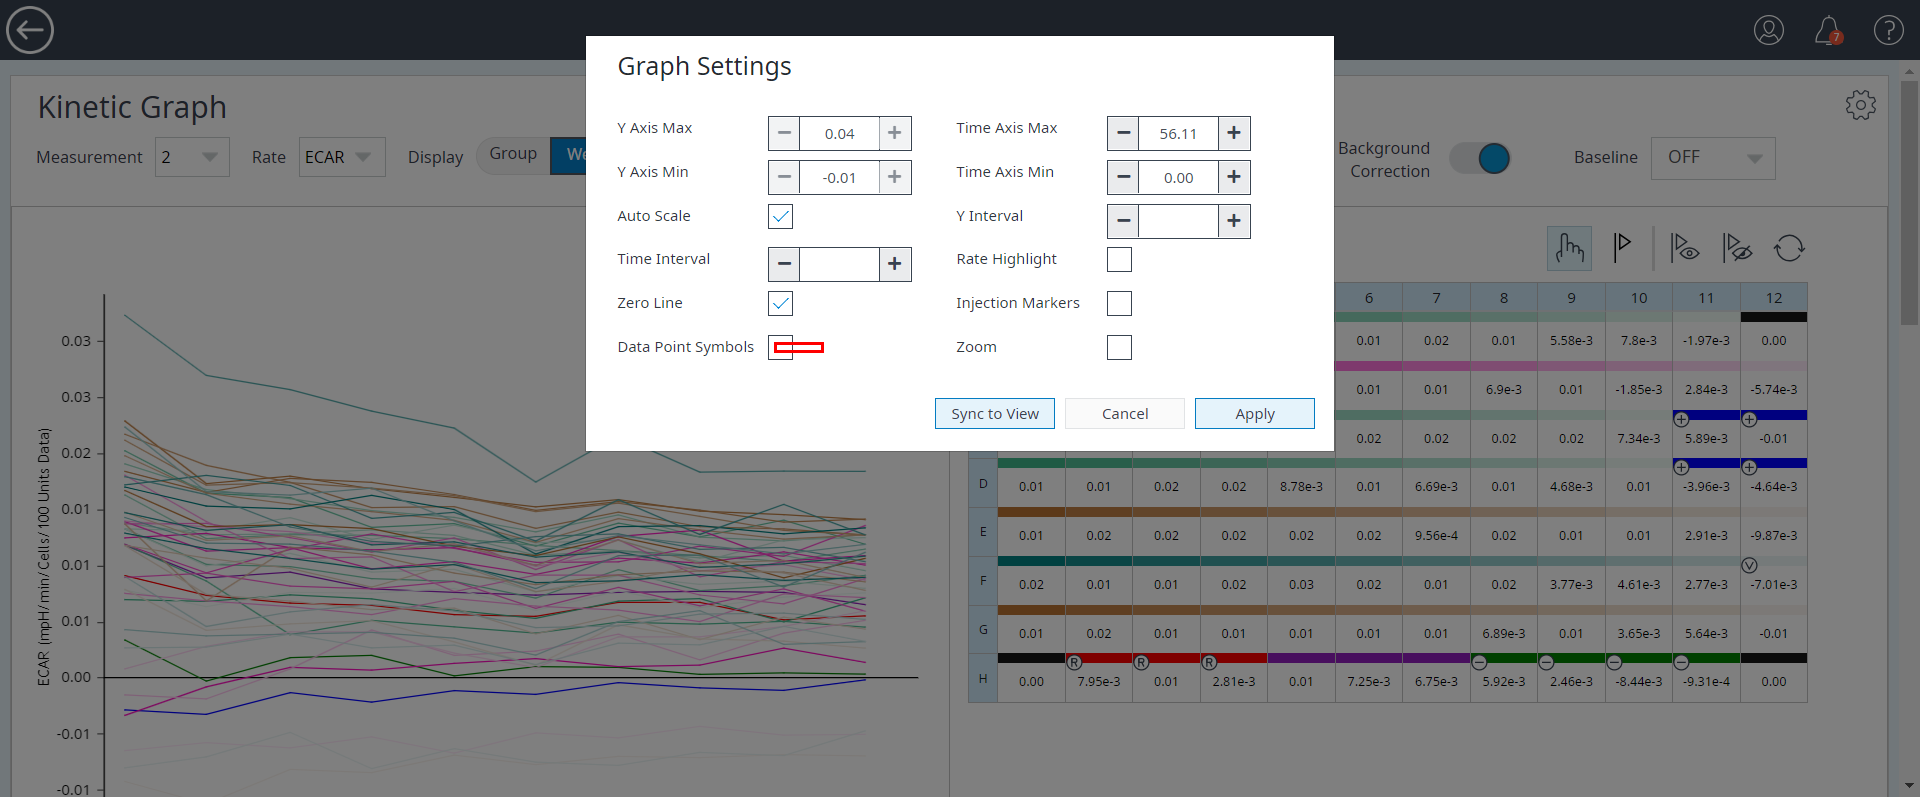 7
Kinetic Graph
Measurement 2 Rate ECAR Display Group We
Background Correction
Baseline OFF
Graph Settings
Y Axis Max 0.04 Time Axis Max 56.11
Y Axis Min -0.01 Time Axis Min 0.00
Auto Scale Y Interval
Time Interval Rate Highlight
Zero Line Injection Markers
Data Point Symbols Zoom
Sync to View Cancel Apply
ECAR (mpH/min/Cells/100 Units Data)
0.03
0.03
0.02
0.01
0.01
0.01
0.00
-0.01
-0.01
6 7 8 9 10 11 12
0.01 0.02 0.01 5.58e-3 7.8e-3 -1.97e-3 0.00
0.01 0.01 6.9e-3 0.01 -1.85e-3 2.84e-3 -5.74e-3
0.02 0.02 0.02 0.02 7.34e-3 5.89e-3 -0.01
D 0.01 0.01 0.02 0.02 8.78e-3 0.01 6.69e-3 0.01 4.68e-3 0.01 -3.96e-3 -4.64e-3
E 0.01 0.02 0.02 0.02 0.02 0.02 9.56e-4 0.02 0.01 0.01 2.91e-3 -9.87e-3
V
F 0.02 0.01 0.01 0.02 0.03 0.02 0.01 0.02 3.77e-3 4.61e-3 2.77e-3 -7.01e-3
G 0.01 0.02 0.01 0.01 0.01 0.01 0.01 6.89e-3 0.01 3.65e-3 5.64e-3 -0.01
R R R
H 0.00 7.95e-3 0.01 2.81e-3 0.01 7.25e-3 6.75e-3 5.92e-3 2.46e-3 -8.44e-3 -9.31e-4 0.00